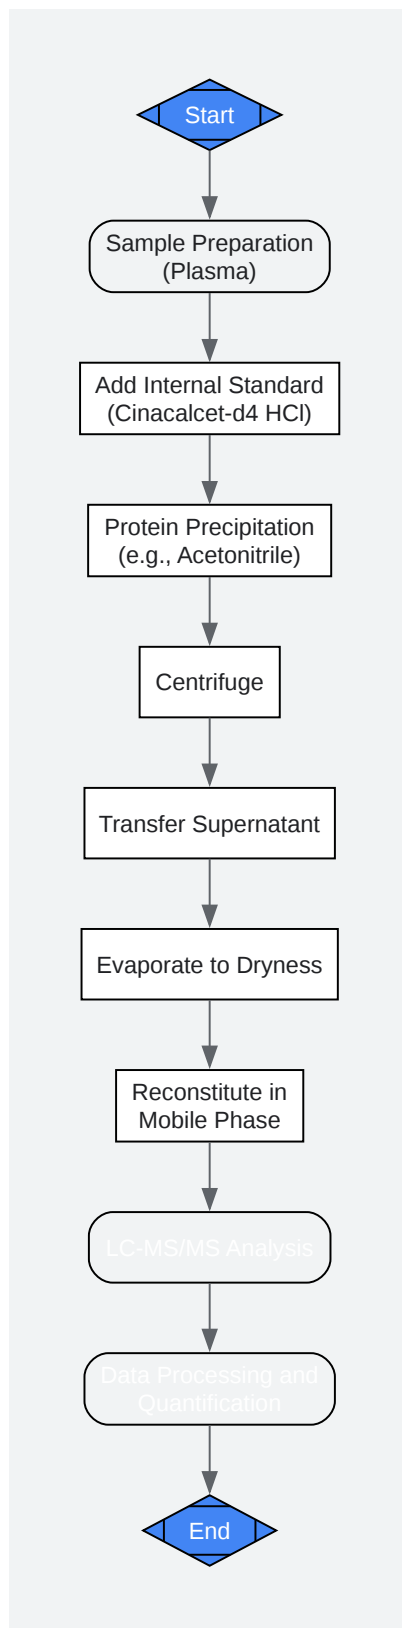 Start
Sample Preparation
(Plasma)
Add Internal Standard
(Cinacalcet-d4 HCl)
Protein Precipitation
(e.g., Acetonitrile)
Centrifuge
Transfer Supernatant
Evaporate to Dryness
Reconstitute in
Mobile Phase
LC-MS/MS Analysis
Data Processing and
Quantification
End